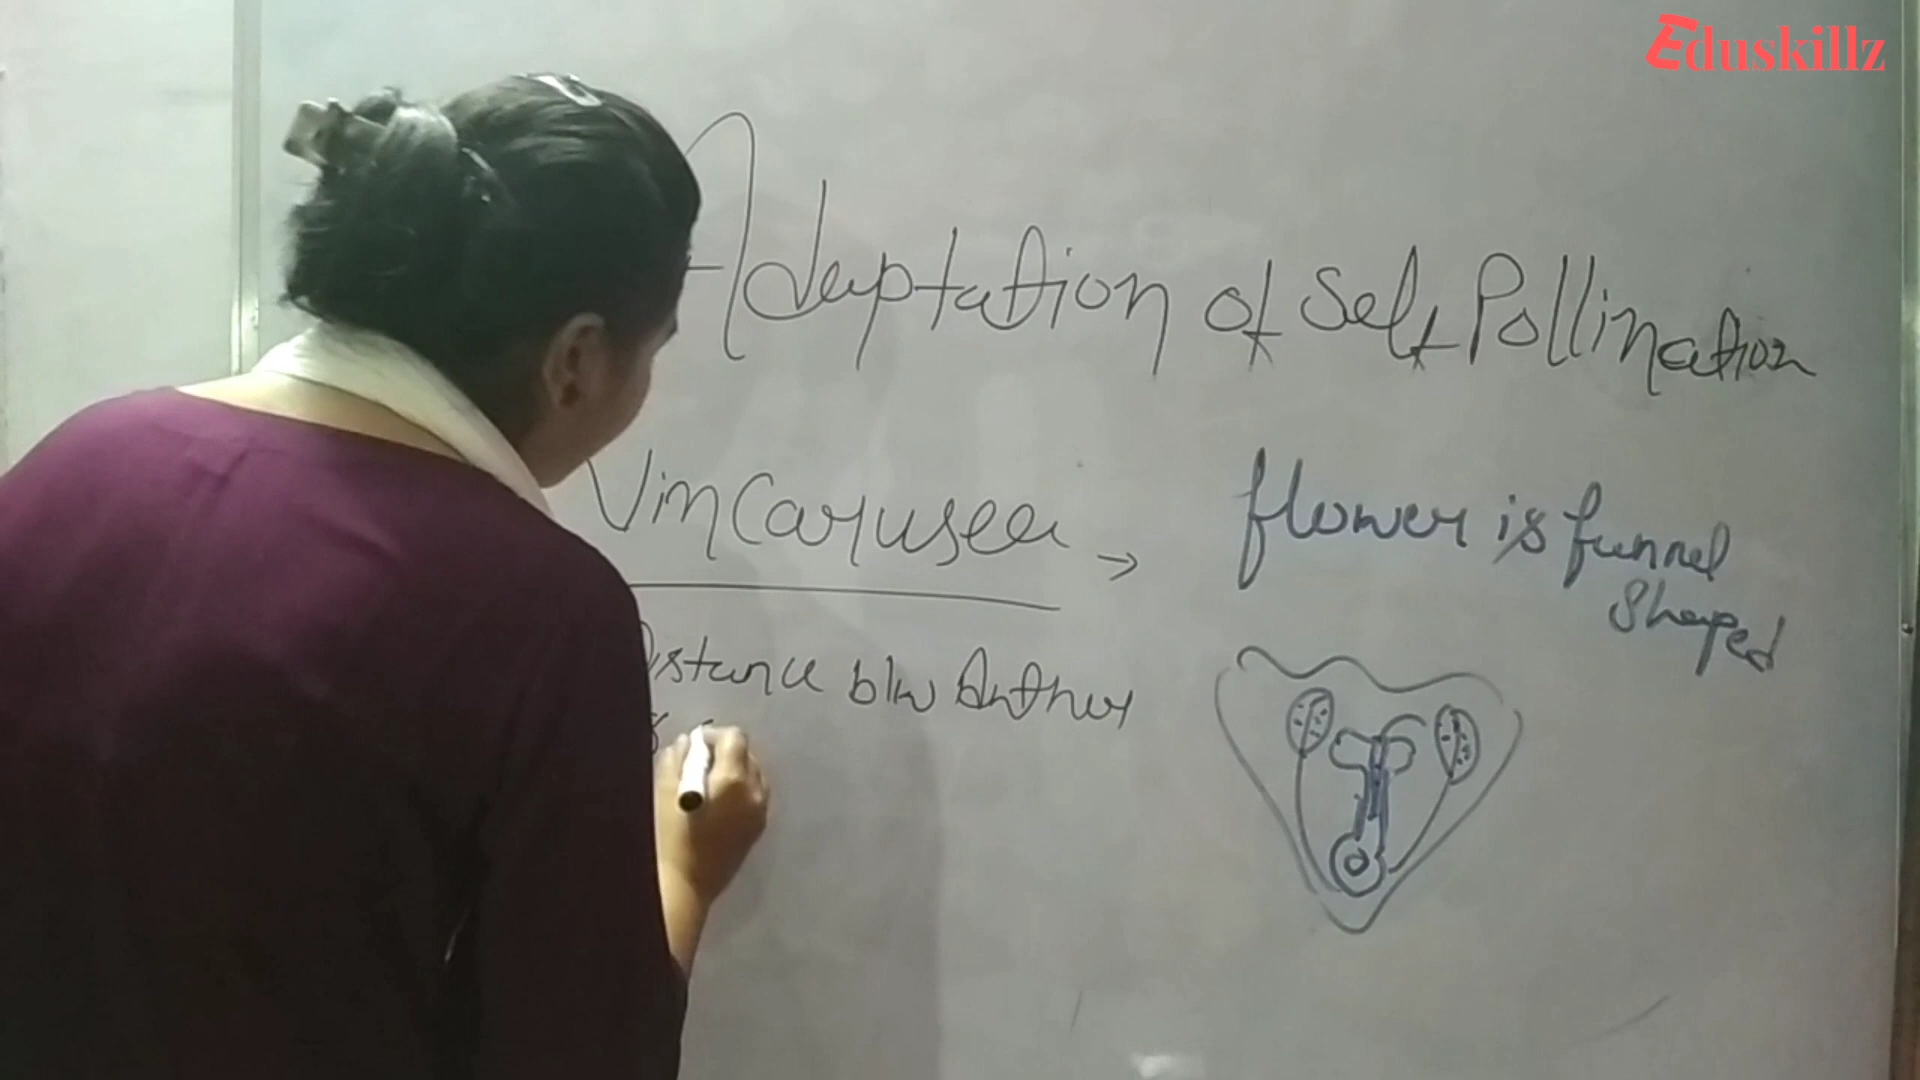 Eduskillz
Adaptation of Self Pollination
Vincarusea → flower is funnel
shaped
Distance b/w Anther
&